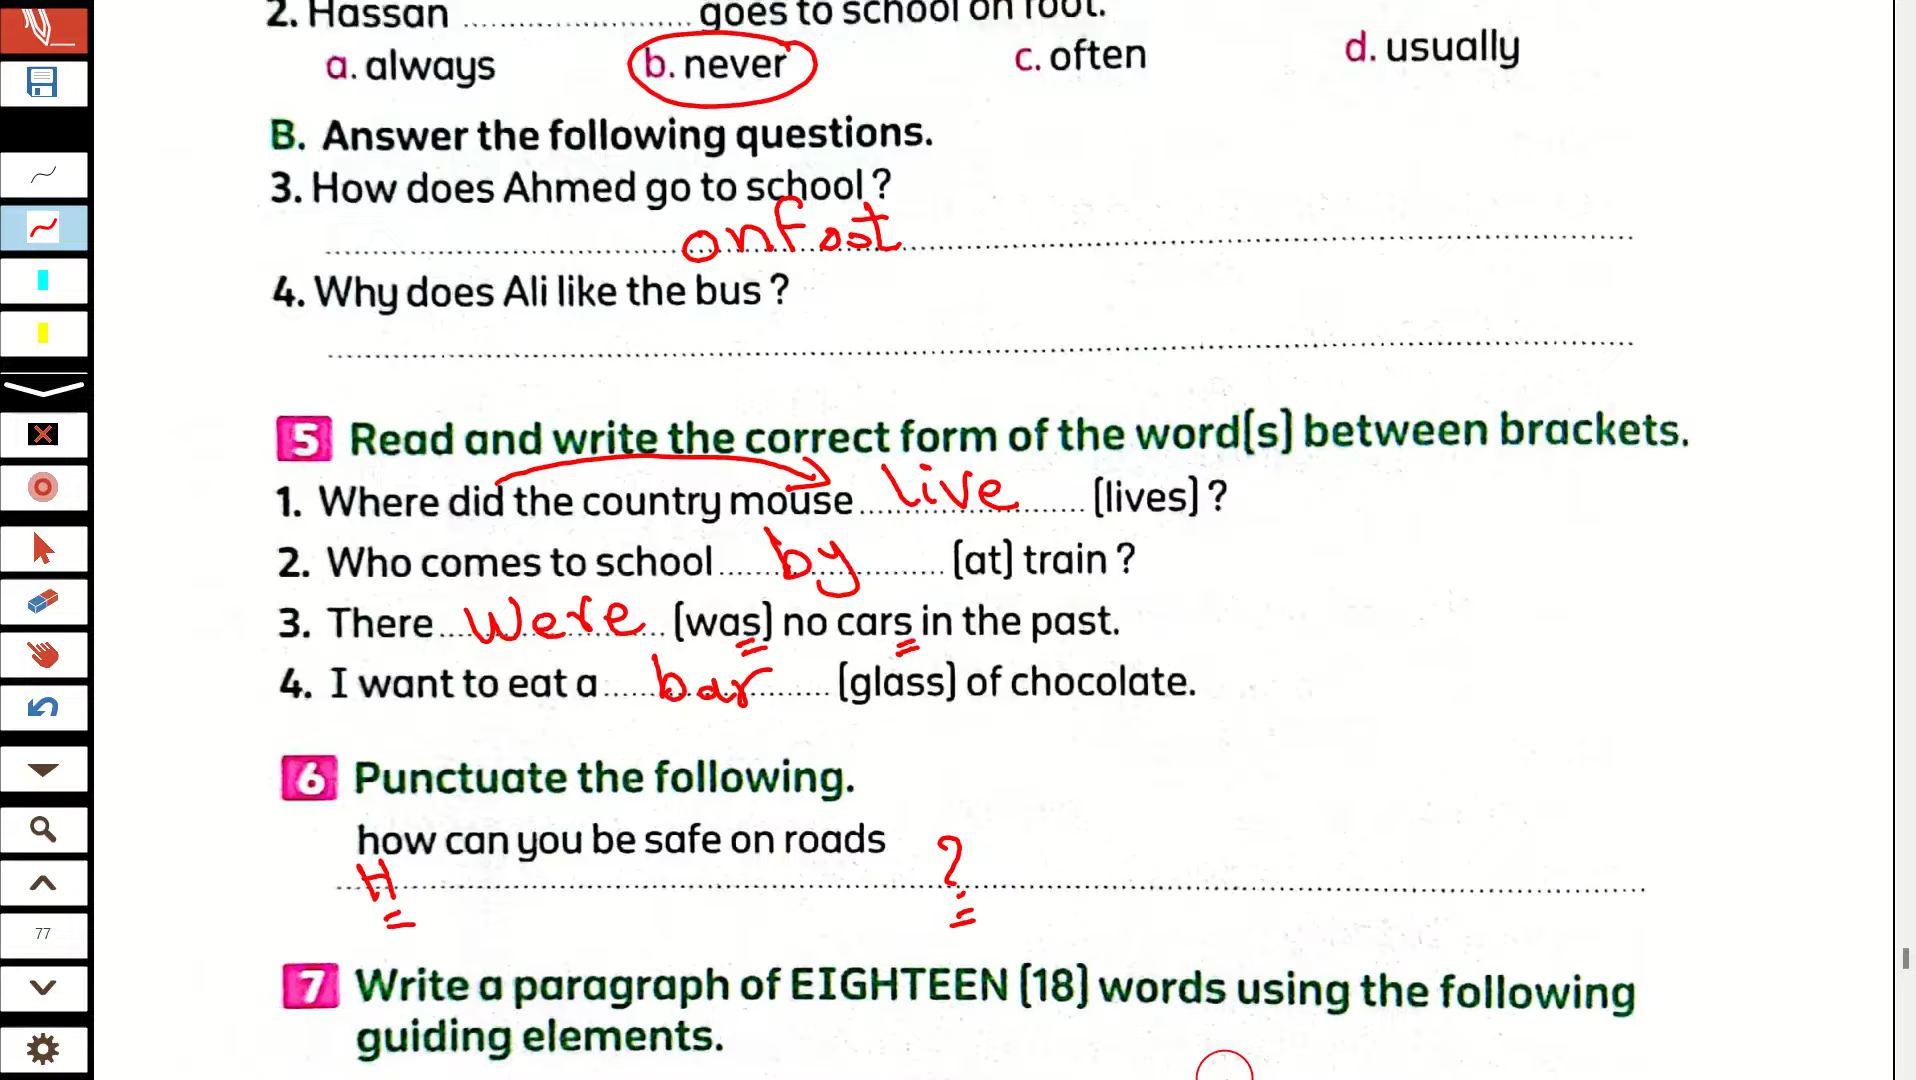 2. Hassan ........................ goes to school on foot.
a. always b. never c. often d. usually
B. Answer the following questions.
3. How does Ahmed go to school ?
on foot
4. Why does Ali like the bus ?
5 Read and write the correct form of the word(s) between brackets.
1. Where did the country mouse live (lives) ?
2. Who comes to school by (at) train ?
3. There were (was) no cars in the past.
4. I want to eat a bar (glass) of chocolate.
6 Punctuate the following.
how can you be safe on roads
H ?
77
7 Write a paragraph of EIGHTEEN (18) words using the following
guiding elements.